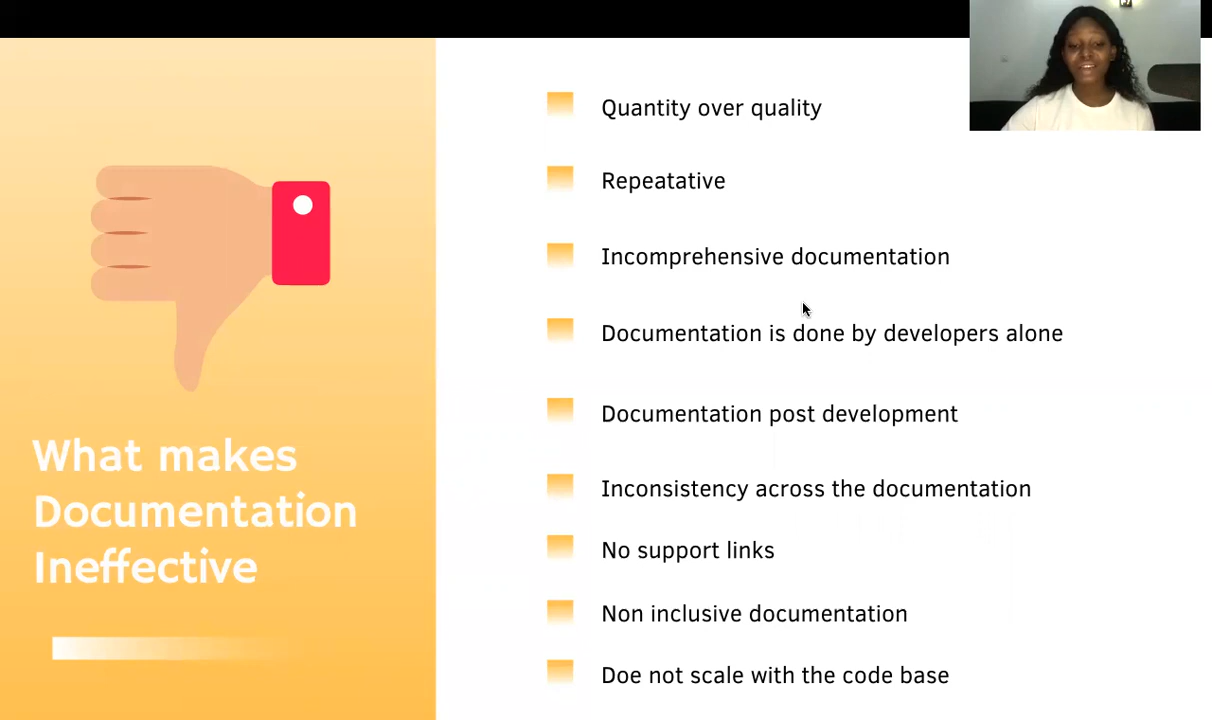 What makes
Documentation
Ineffective
Quantity over quality
Repeatative
Incomprehensive documentation
Documentation is done by developers alone
Documentation post development
Inconsistency across the documentation
No support links
Non inclusive documentation
Doe not scale with the code base